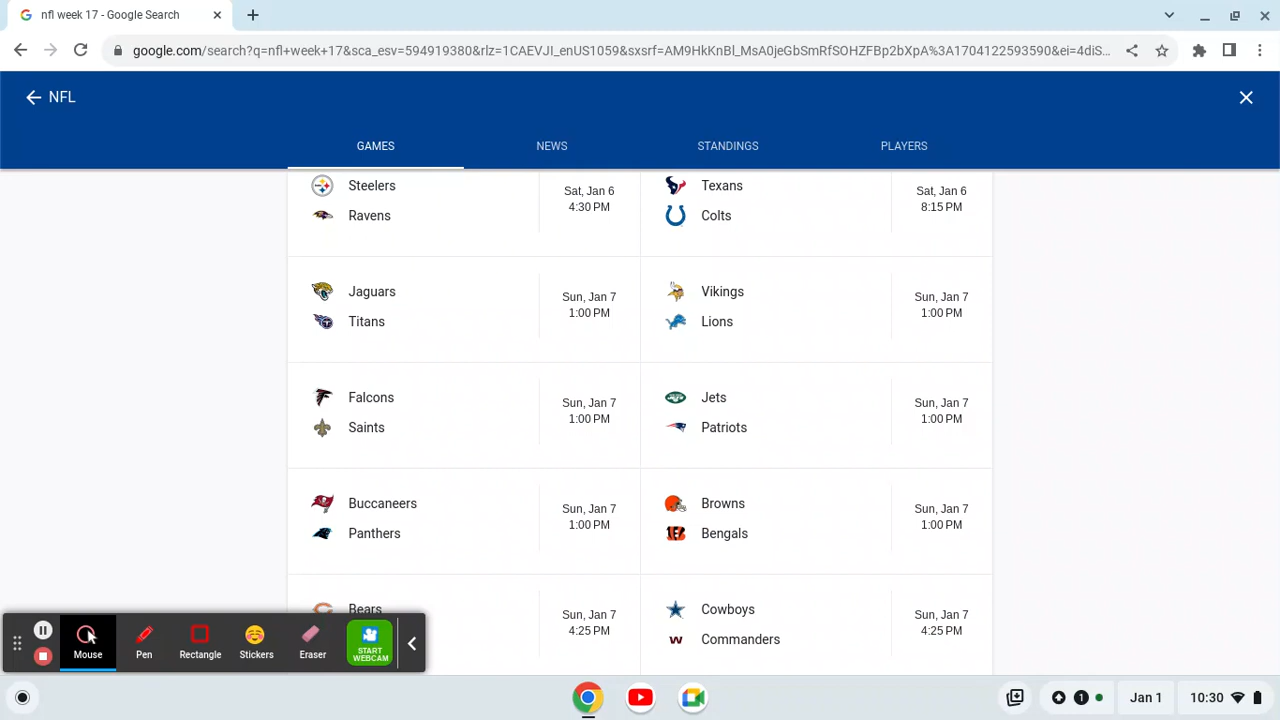 nfl week 17 - Google Search
google.com/search?q=nfl+week+17&sca_esv=594919380&rlz=1CAEVJI_enUS1059&sxsrf=AM9HkKnBl_MsA0jeGbSmRfSOHZFBp2bXpA%3A1704122593590&ei=4diS...
NFL
GAMES NEWS STANDINGS PLAYERS
Steelers
Ravens
Sat, Jan 6
4:30 PM
Texans
Colts
Sat, Jan 6
8:15 PM
Jaguars
Titans
Sun, Jan 7
1:00 PM
Vikings
Lions
Sun, Jan 7
1:00 PM
Falcons
Saints
Sun, Jan 7
1:00 PM
Jets
Patriots
Sun, Jan 7
1:00 PM
Buccaneers
Panthers
Sun, Jan 7
1:00 PM
Browns
Bengals
Sun, Jan 7
1:00 PM
Bears
Sun, Jan 7
4:25 PM
Cowboys
Commanders
Sun, Jan 7
4:25 PM
Mouse Pen Rectangle Stickers Eraser
START
WEBCAM
1
Jan 1 10:30